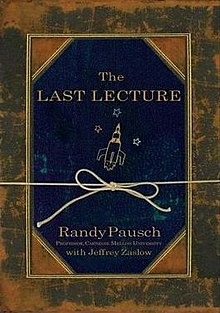 The
LAST LECTURE
Randy Pausch
PROFESSOR, CARNEGIE MELLON UNIVERSITY
with Jeffrey Zaslow